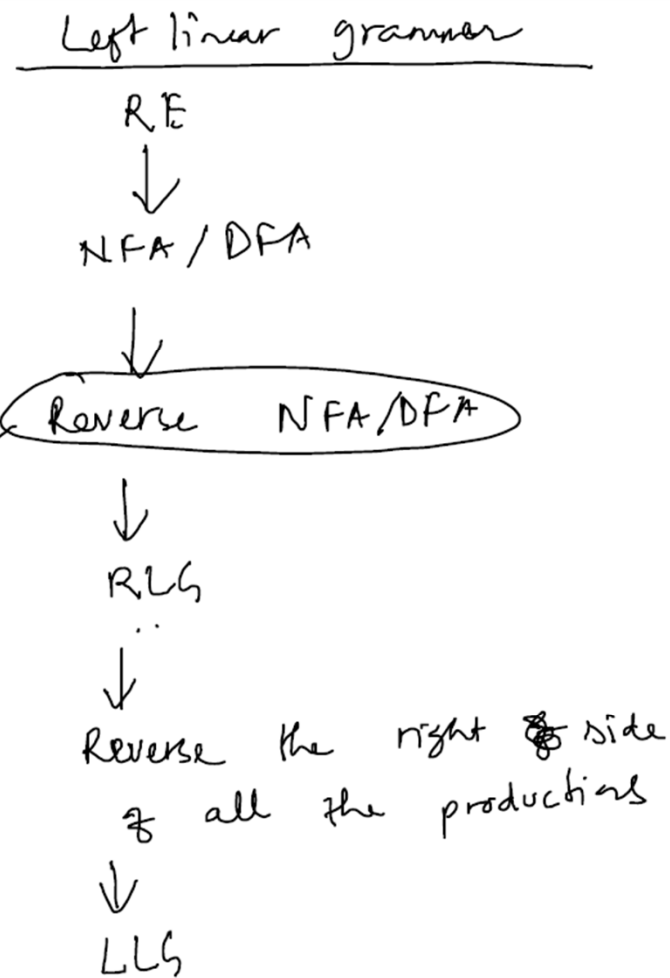 Left linear grammar
RE
↓
NFA / DFA
↓
Reverse NFA/DFA
↓
RLG
↓
Reverse the right side
of all the productions
↓
LLG